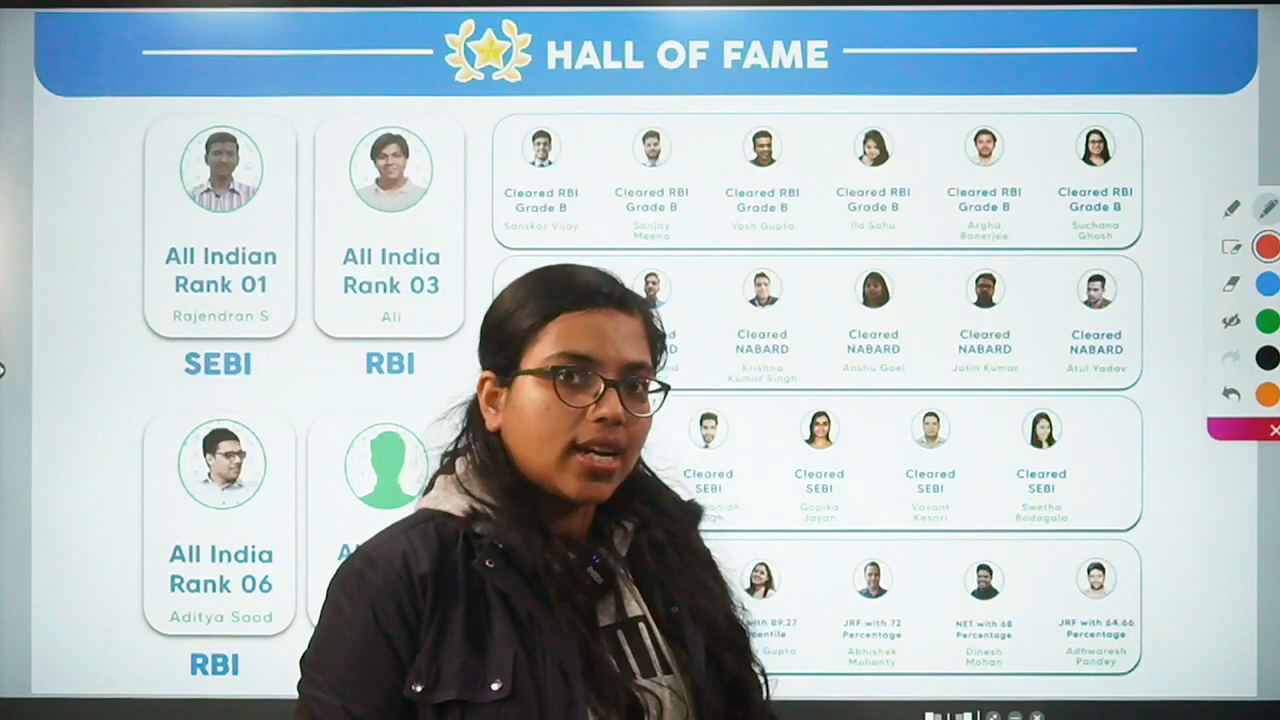 HALL OF FAME
All Indian
Rank 01
Rajendran S
SEBI
All India
Rank 03
Ali
RBI
Cleared RBI
Grade B
Sanskar Vijay
Cleared RBI
Grade B
Sanjay
Meena
Cleared RBI
Grade B
Yash Gupta
Cleared RBI
Grade B
Ila Sahu
Cleared RBI
Grade B
Argha
Banerjee
Cleared RBI
Grade B
Suchana
Ghosh
Cleared
NABARD
Krishna
Kumar Singh
Cleared
NABARD
Anshu Goel
Cleared
NABARD
Jatin Kumar
Cleared
NABARD
Atul Yadav
All India
Rank 06
Aditya Sood
RBI
Cleared
SEBI
Cleared
SEBI
Gopika
Jayan
Cleared
SEBI
Vasant
Kesari
Cleared
SEBI
Swetha
Bodagala
with 89.27
Gupta
JRF with 72
Percentage
Abhishek
Mohanty
NET with 68
Percentage
Dinesh
Mohan
JRF with 64.66
Percentage
Adhwaresh
Pandey